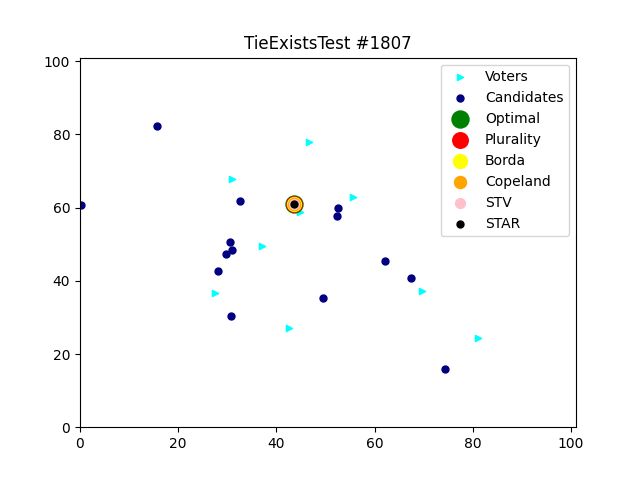 TieExistsTest #1807
100
80
60
40
20
0
0 20 40 60 80 100
Voters
Candidates
Optimal
Plurality
Borda
Copeland
STV
STAR